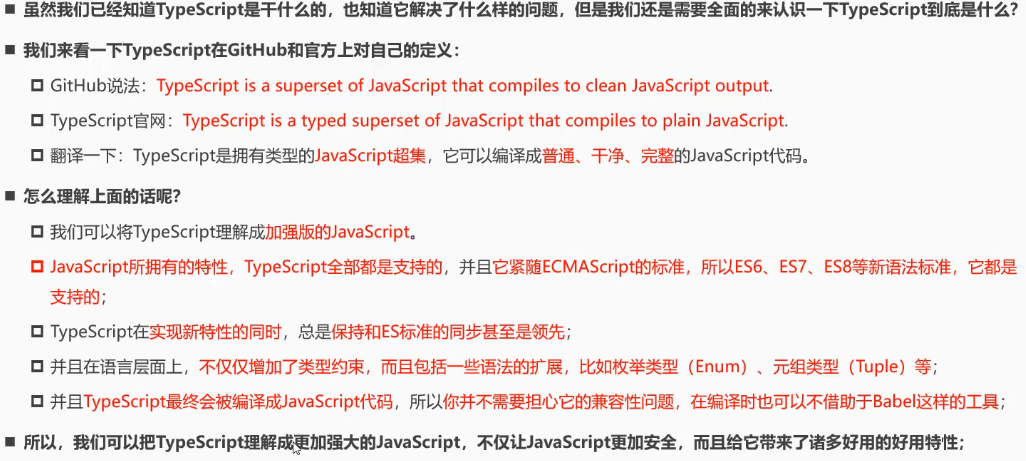 虽然我们已经知道TypeScript是干什么的，也知道它解决了什么样的问题，但是我们还是需要全面的来认识一下TypeScript到底是什么？
我们来看一下TypeScript在GitHub和官方上对自己的定义：
GitHub说法：TypeScript is a superset of JavaScript that compiles to clean JavaScript output.
TypeScript官网：TypeScript is a typed superset of JavaScript that compiles to plain JavaScript.
翻译一下：TypeScript是拥有类型的JavaScript超集，它可以编译成普通、干净、完整的JavaScript代码。
怎么理解上面的话呢？
我们可以将TypeScript理解成加强版的JavaScript。
JavaScript所拥有的特性，TypeScript全部都是支持的，并且它紧随ECMAScript的标准，所以ES6、ES7、ES8等新语法标准，它都是
支持的；
TypeScript在实现新特性的同时，总是保持和ES标准的同步甚至是领先；
并且在语言层面上，不仅仅增加了类型约束，而且包括一些语法的扩展，比如枚举类型（Enum）、元组类型（Tuple）等；
并且TypeScript最终会被编译成JavaScript代码，所以你并不需要担心它的兼容性问题，在编译时也可以不借助于Babel这样的工具；
所以，我们可以把TypeScript理解成更加强大的JavaScript，不仅让JavaScript更加安全，而且给它带来了诸多好用的好用特性；